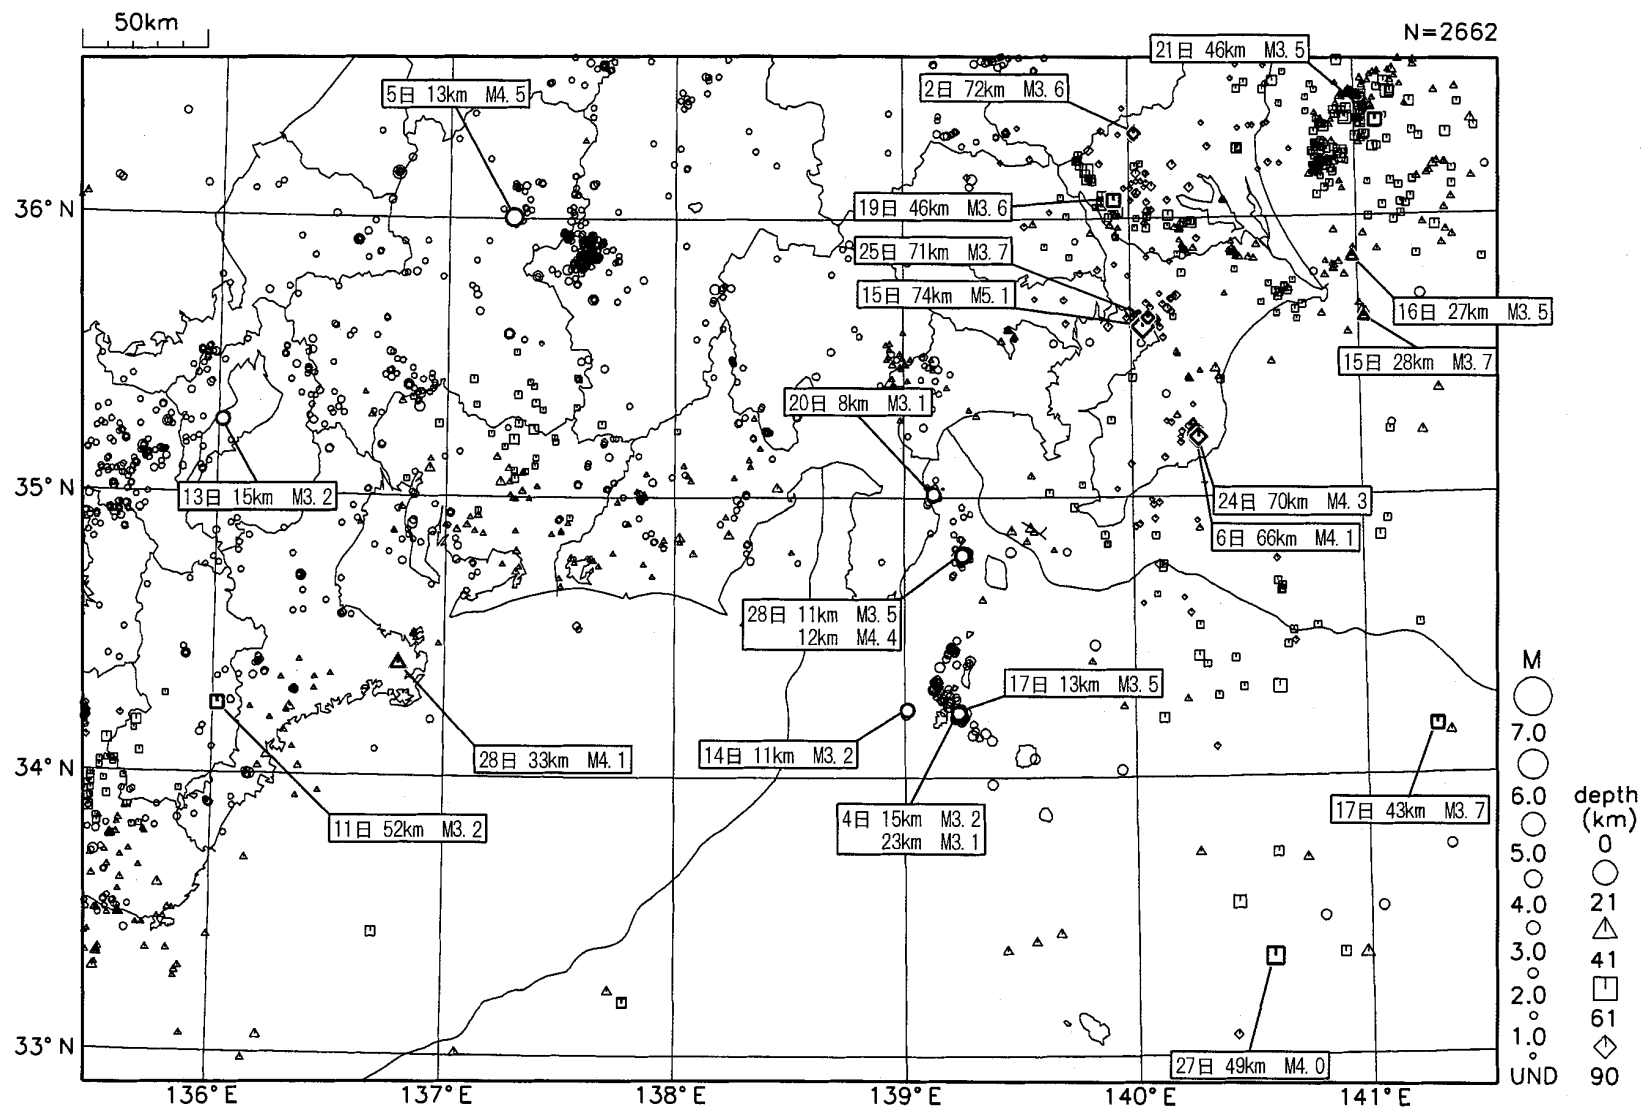 50km
N=2662
21日 46km M3.5
5日 13km M4.5
2日 72km M3.6
36°N
19日 46km M3.6
25日 71km M3.7
15日 74km M5.1
16日 27km M3.5
15日 28km M3.7
20日 8km M3.1
35°N
13日 15km M3.2
24日 70km M4.3
6日 66km M4.1
28日 11km M3.5
12km M4.4
17日 13km M3.5
14日 11km M3.2
28日 33km M4.1
34°N
11日 52km M3.2
4日 15km M3.2
23km M3.1
17日 43km M3.7
27日 49km M4.0
33°N
136°E
137°E
138°E
139°E
140°E
141°E
M
7.0
6.0
5.0
4.0
3.0
2.0
1.0
UND
depth
(km)
0
21
41
61
90